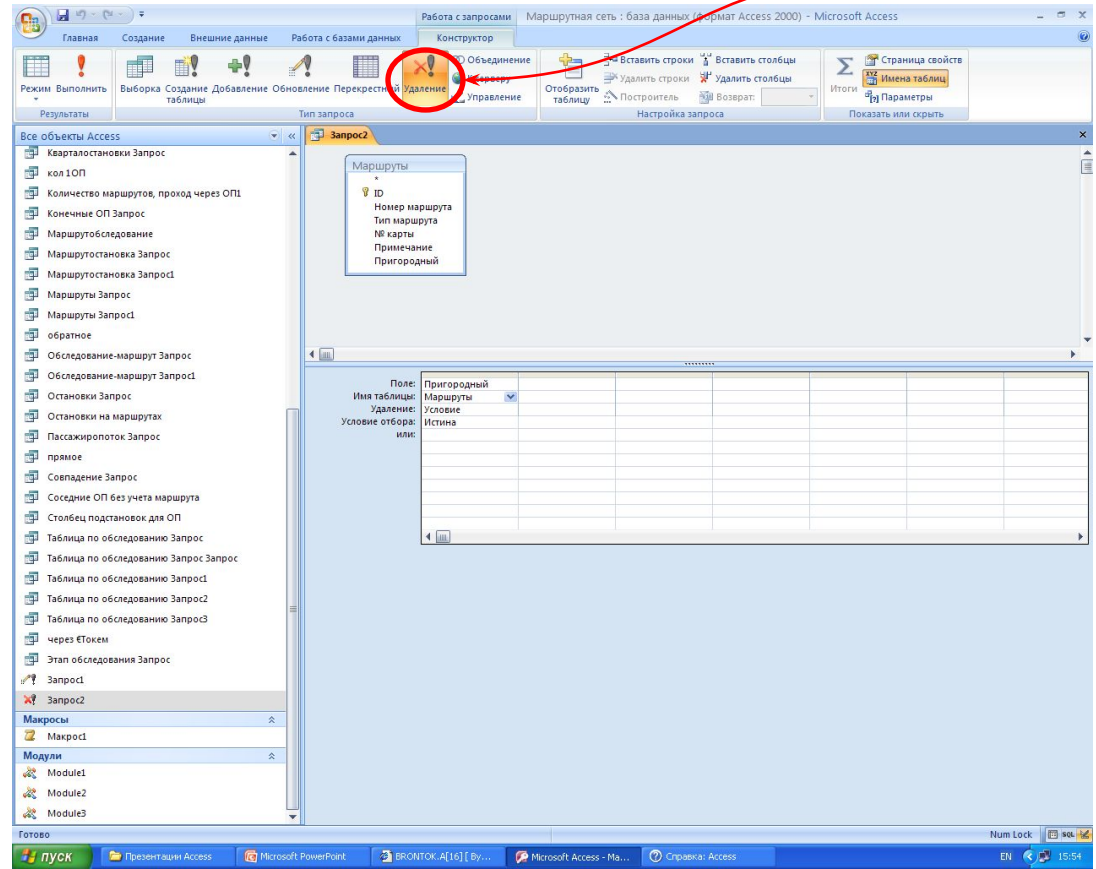 Работа с запросами
Маршрутная сеть : база данных (формат Access 2000) - Microsoft Access
Главная Создание Внешние данные Работа с базами данных Конструктор
Режим Выполнить
Результаты
Выборка Создание таблицы Добавление Обновление Перекрестный Удаление
Объединение
К серверу
Управление
Тип запроса
Отобразить таблицу
Вставить строки
Удалить строки
Построитель
Вставить столбцы
Удалить столбцы
Возврат:
Настройка запроса
Итоги
Страница свойств
Имена таблиц
Параметры
Показать или скрыть
Все объекты Access
Кварталостановки Запрос
кол 1ОП
Количество маршрутов, проход через ОП1
Конечные ОП Запрос
Маршрутобследование
Маршрутостановка Запрос
Маршрутостановка Запрос1
Маршруты Запрос
Маршруты Запрос1
обратное
Обследование-маршрут Запрос
Обследование-маршрут Запрос1
Остановки Запрос
Остановки на маршрутах
Пассажиропоток Запрос
прямое
Совпадение Запрос
Соседние ОП без учета маршрута
Столбец подстановок для ОП
Таблица по обследованию Запрос
Таблица по обследованию Запрос Запрос
Таблица по обследованию Запрос1
Таблица по обследованию Запрос2
Таблица по обследованию Запрос3
через €Токем
Этап обследования Запрос
Запрос1
Запрос2
Макросы
Макрос1
Модули
Module1
Module2
Module3
Запрос2
Маршруты
*
ID
Номер маршрута
Тип маршрута
№ карты
Примечание
Пригородный
Поле: Пригородный
Имя таблицы: Маршруты
Удаление: Условие
Условие отбора: Истина
или:
Готово
Num Lock
SQL
пуск
Презентации Access
Microsoft PowerPoint
BRONTOK.A[16] [ By...
Microsoft Access - Ma...
Справка: Access
EN
15:54